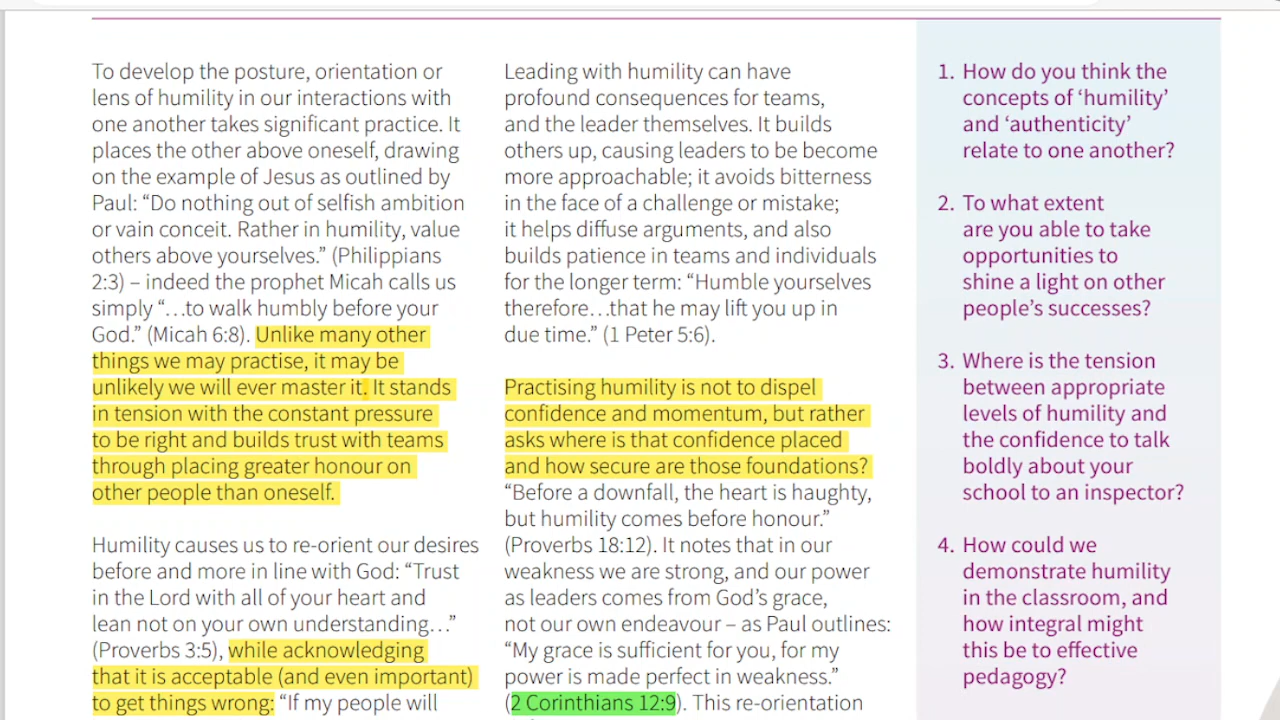 To develop the posture, orientation or
lens of humility in our interactions with
one another takes significant practice. It
places the other above oneself, drawing
on the example of Jesus as outlined by
Paul: “Do nothing out of selfish ambition
or vain conceit. Rather in humility, value
others above yourselves.” (Philippians
2:3) – indeed the prophet Micah calls us
simply “…to walk humbly before your
God.” (Micah 6:8). Unlike many other
things we may practise, it may be
unlikely we will ever master it. It stands
in tension with the constant pressure
to be right and builds trust with teams
through placing greater honour on
other people than oneself.
Humility causes us to re-orient our desires
before and more in line with God: “Trust
in the Lord with all of your heart and
lean not on your own understanding…”
(Proverbs 3:5), while acknowledging
that it is acceptable (and even important)
to get things wrong: “If my people will
Leading with humility can have
profound consequences for teams,
and the leader themselves. It builds
others up, causing leaders to be become
more approachable; it avoids bitterness
in the face of a challenge or mistake;
it helps diffuse arguments, and also
builds patience in teams and individuals
for the longer term: “Humble yourselves
therefore…that he may lift you up in
due time.” (1 Peter 5:6).
Practising humility is not to dispel
confidence and momentum, but rather
asks where is that confidence placed
and how secure are those foundations?
“Before a downfall, the heart is haughty,
but humility comes before honour.”
(Proverbs 18:12). It notes that in our
weakness we are strong, and our power
as leaders comes from God’s grace,
not our own endeavour – as Paul outlines:
“My grace is sufficient for you, for my
power is made perfect in weakness.”
(2 Corinthians 12:9). This re-orientation
1. How do you think the
concepts of ‘humility’
and ‘authenticity’
relate to one another?
2. To what extent
are you able to take
opportunities to
shine a light on other
people’s successes?
3. Where is the tension
between appropriate
levels of humility and
the confidence to talk
boldly about your
school to an inspector?
4. How could we
demonstrate humility
in the classroom, and
how integral might
this be to effective
pedagogy?